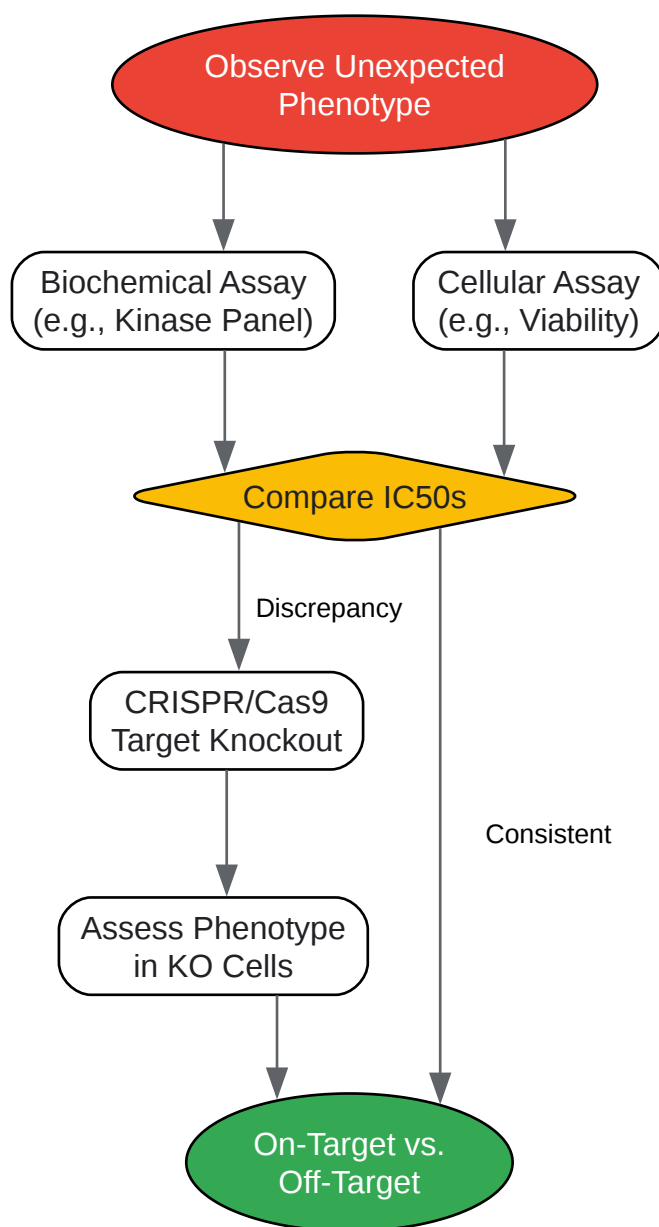 Observe Unexpected
Phenotype
Biochemical Assay
(e.g., Kinase Panel)
Cellular Assay
(e.g., Viability)
Compare IC50s
Discrepancy
CRISPR/Cas9
Target Knockout
Consistent
Assess Phenotype
in KO Cells
On-Target vs.
Off-Target